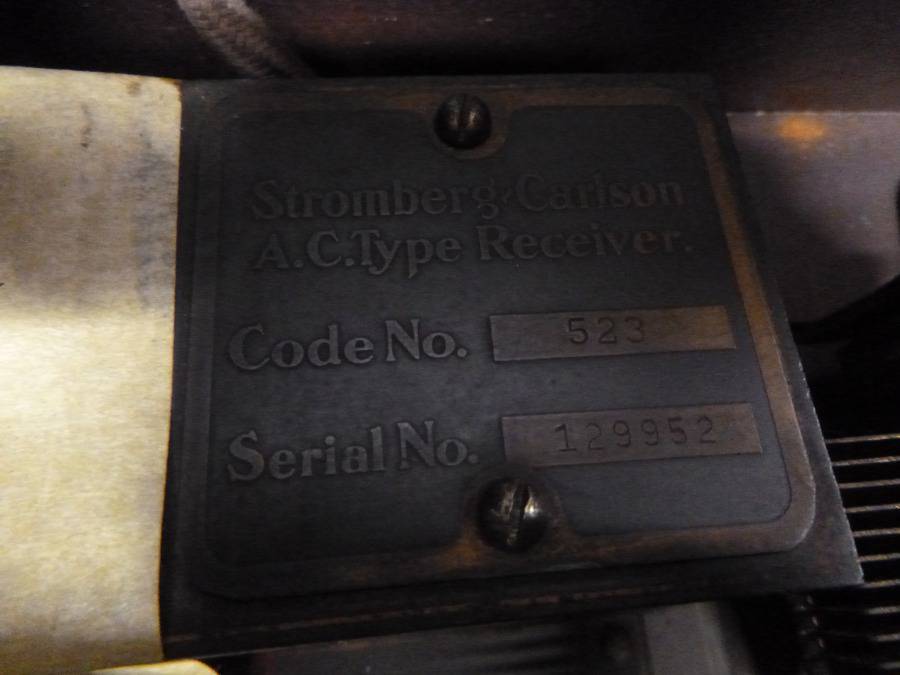 Stromberg-Carlson
A.C. Type Receiver.
Code No. 523
Serial No. 129952